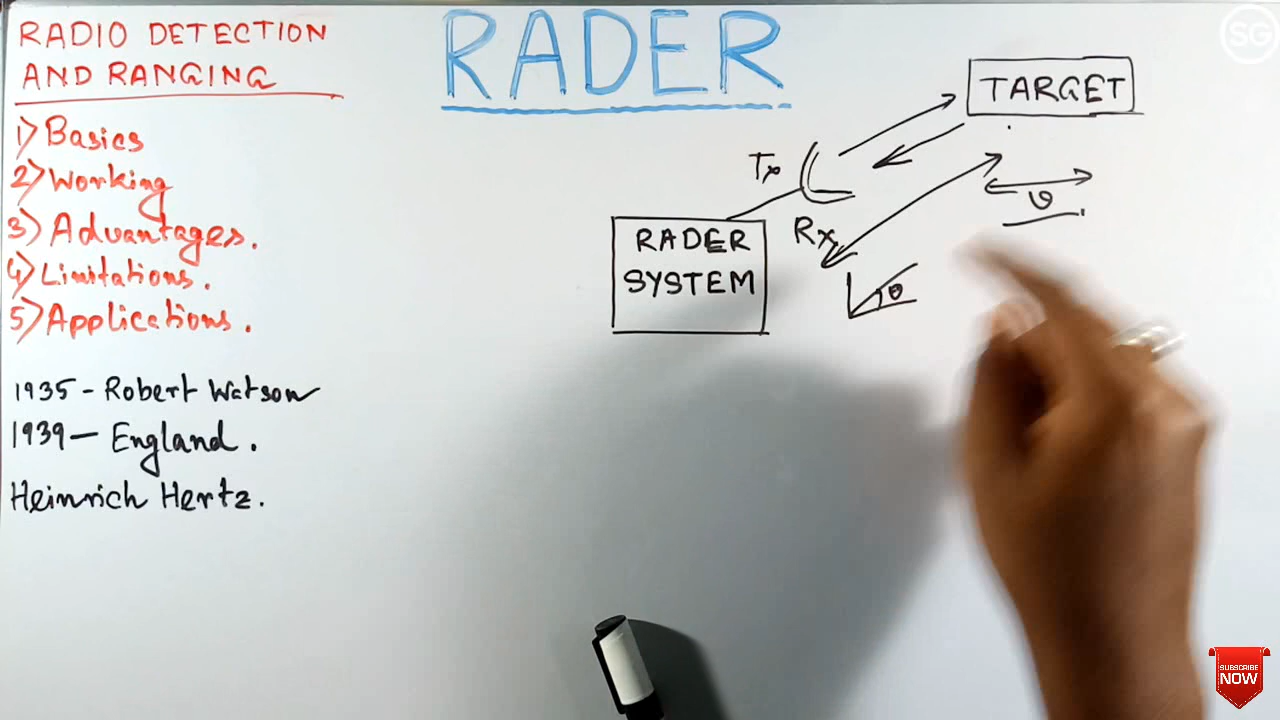 RADIO DETECTION
AND RANGING
RADER
1) Basics
2) Working
3) Advantages.
4) Limitations.
5) Applications.
1935 - Robert Watson
1939 — England.
Heinrich Hertz.
TARGET
Tx
Rx
RADER
SYSTEM
v
θ
SG
SUBSCRIBE
NOW